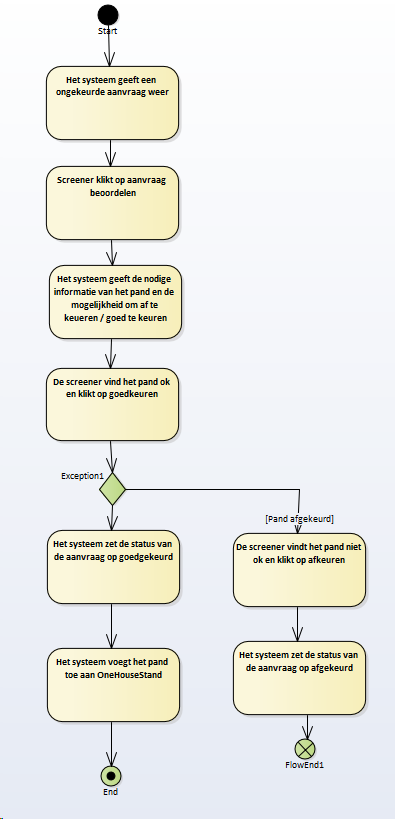 Start
Het systeem geeft een
ongekeurde aanvraag weer
Screener klikt op aanvraag
beoordelen
Het systeem geeft de nodige
informatie van het pand en de
mogelijkheid om af te
keueren / goed te keuren
De screener vind het pand ok
en klikt op goedkeuren
Exception1
[Pand afgekeurd]
Het systeem zet de status van
de aanvraag op goedgekeurd
De screener vindt het pand niet
ok en klikt op afkeuren
Het systeem voegt het pand
toe aan OneHouseStand
Het systeem zet de status van
de aanvraag op afgekeurd
FlowEnd1
End